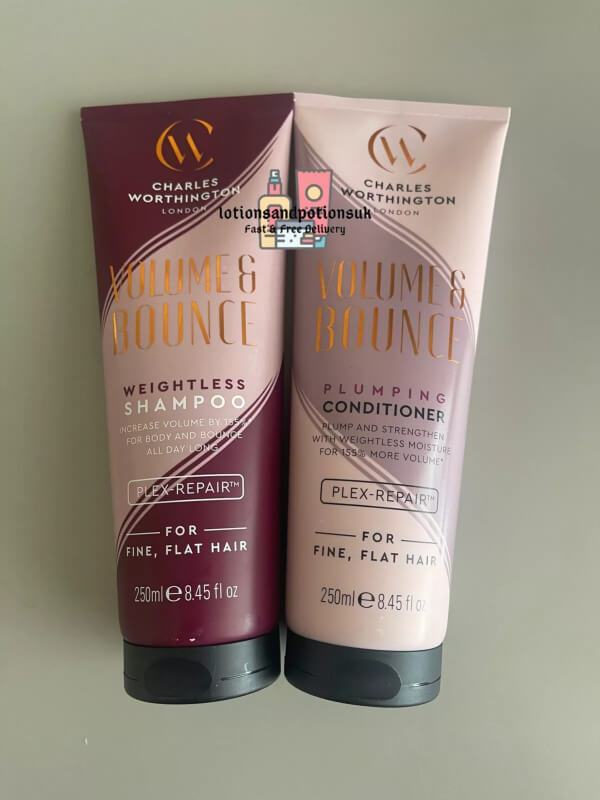 CW
CHARLES
WORTHINGTON
LONDON
VOLUME &
BOUNCE
WEIGHTLESS
SHAMPOO
INCREASE VOLUME BY 155%*
FOR BODY AND BOUNCE
ALL DAY LONG
PLEX-REPAIR™
FOR
FINE, FLAT HAIR
250ml e 8.45 fl oz
CW
CHARLES
WORTHINGTON
LONDON
VOLUME &
BOUNCE
PLUMPING
CONDITIONER
PLUMP AND STRENGTHEN
WITH WEIGHTLESS MOISTURE
FOR 155% MORE VOLUME*
PLEX-REPAIR™
FOR
FINE, FLAT HAIR
250ml e 8.45 fl oz
lotionsandpotionsuk
Fast & Free Delivery